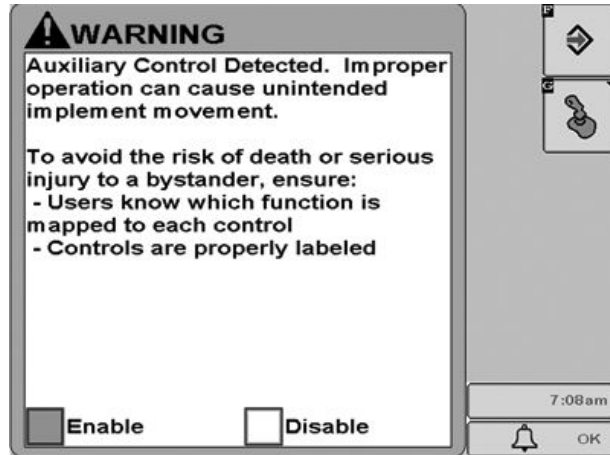 WARNING
Auxiliary Control Detected. Improper
operation can cause unintended
implement movement.
To avoid the risk of death or serious
injury to a bystander, ensure:
- Users know which function is
mapped to each control
- Controls are properly labeled
Enable
Disable
F
G
7:08am
OK